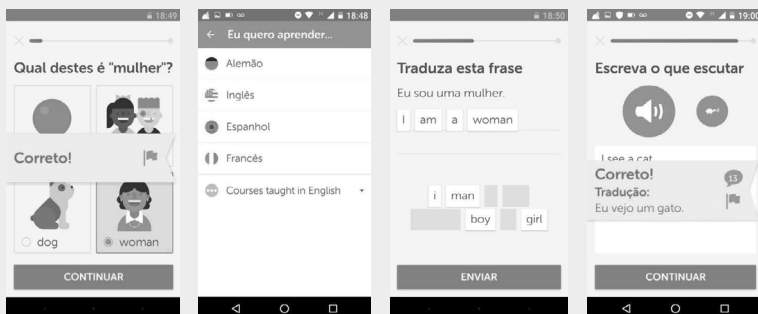 18:49
Qual destes é "mulher"?
Correto!
dog
woman
CONTINUAR
18:48
Eu quero aprender...
Alemão
Inglês
Espanhol
Francés
Courses taught in English
18:50
Traduza esta frase
Eu sou uma mulher.
I am a woman
i man
boy girl
ENVIAR
19:00
Escreva o que escutar
I see a cat
Correto!
13
Tradução:
Eu vejo um gato.
CONTINUAR